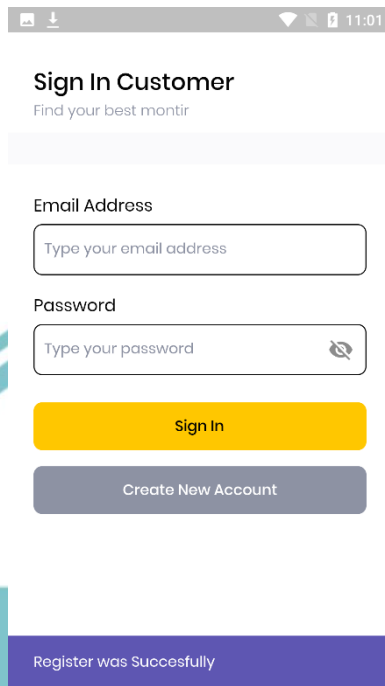 11:01
Sign In Customer
Find your best montir
Email Address
Type your email address
Password
Type your password
Sign In
Create New Account
Register was Succesfully